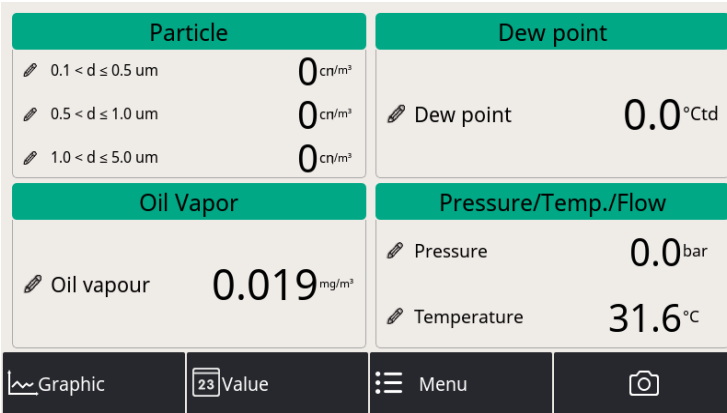 Particle
0.1 < d ≤ 0.5 um 0 cn/m³
0.5 < d ≤ 1.0 um 0 cn/m³
1.0 < d ≤ 5.0 um 0 cn/m³
Dew point
Dew point 0.0 °Ctd
Oil Vapor
Oil vapour 0.019 mg/m³
Pressure/Temp./Flow
Pressure 0.0 bar
Temperature 31.6 °C
Graphic
23 Value
Menu